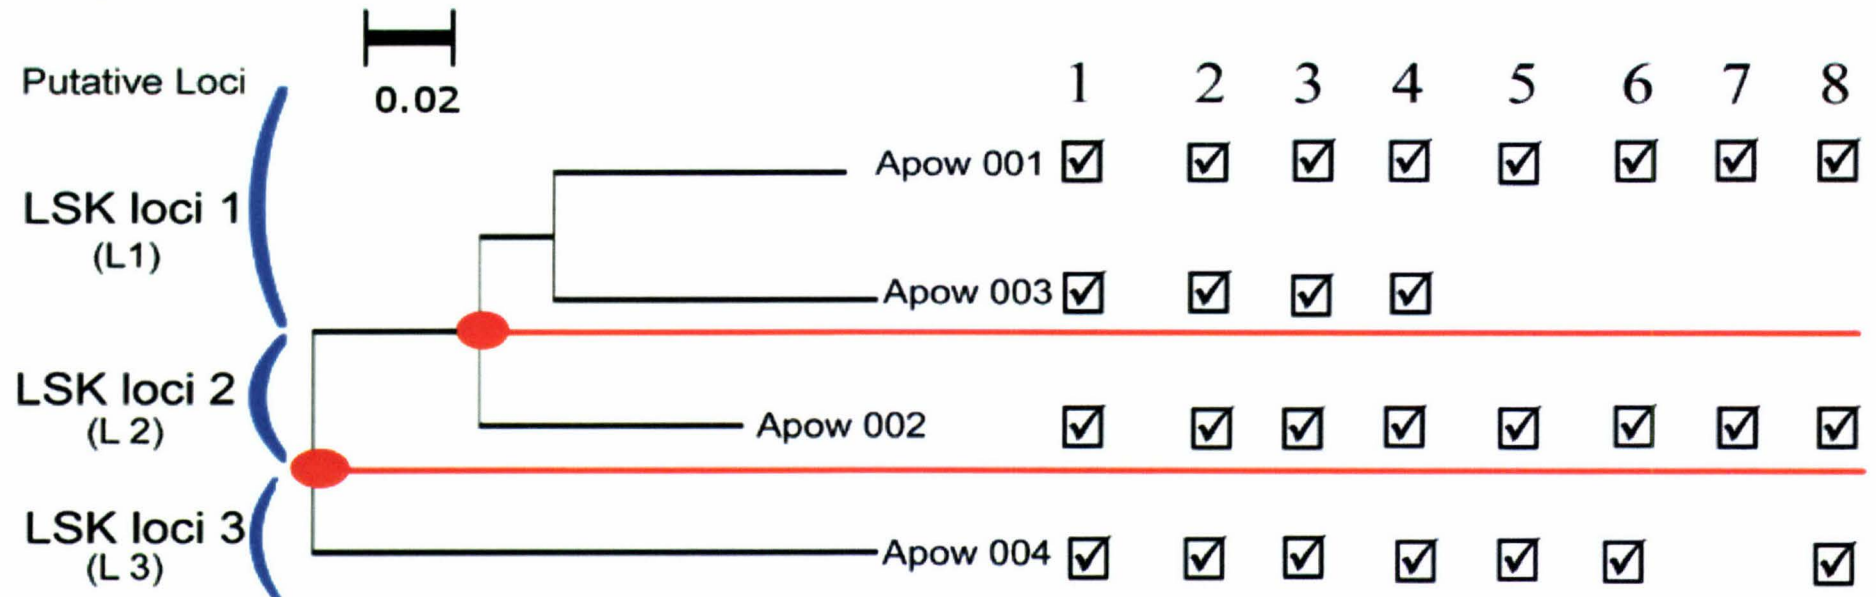 Putative Loci
0.02
1 2 3 4 5 6 7 8
Apow 001
LSK loci 1
(L1)
Apow 003
LSK loci 2
(L 2)
Apow 002
LSK loci 3
(L 3)
Apow 004